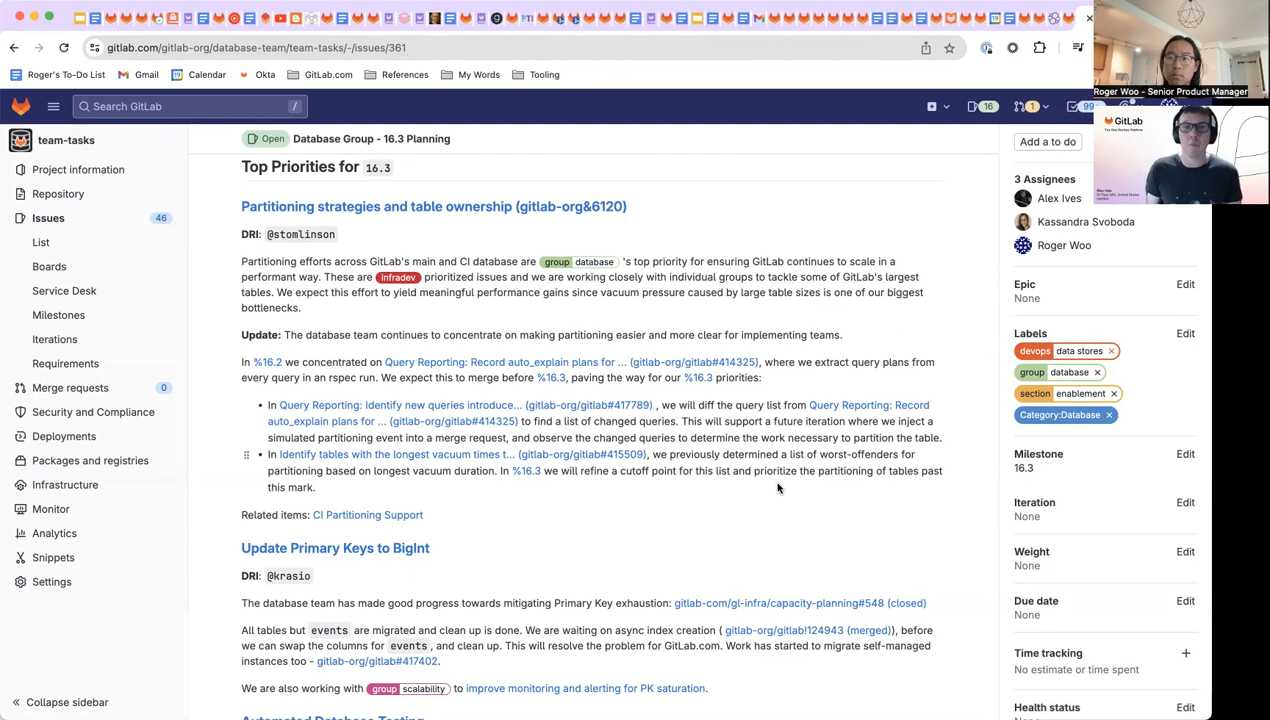 gitlab.com/gitlab-org/database-team/team-tasks/-/issues/361
Roger's To-Do List
Gmail
Calendar
Okta
GitLab.com
References
My Words
Tooling
Roger Woo - Senior Product Manager
Search GitLab
/
16
1
99+
GitLab
team-tasks
Project information
Repository
Issues
46
List
Boards
Service Desk
Milestones
Iterations
Requirements
Merge requests
0
Security and Compliance
Deployments
Packages and registries
Infrastructure
Monitor
Analytics
Snippets
Settings
Collapse sidebar
Open
Database Group - 16.3 Planning
Top Priorities for 16.3
Partitioning strategies and table ownership (gitlab-org&6120)
DRI: @stomlinson
Partitioning efforts across GitLab's main and CI database are group database 's top priority for ensuring GitLab continues to scale in a
performant way. These are infradev prioritized issues and we are working closely with individual groups to tackle some of GitLab's largest
tables. We expect this effort to yield meaningful performance gains since vacuum pressure caused by large table sizes is one of our biggest
bottlenecks.
Update: The database team continues to concentrate on making partitioning easier and more clear for implementing teams.
In %16.2 we concentrated on Query Reporting: Record auto_explain plans for ... (gitlab-org/gitlab#414325), where we extract query plans from
every query in an rspec run. We expect this to merge before %16.3, paving the way for our %16.3 priorities:
• In Query Reporting: Identify new queries introduce... (gitlab-org/gitlab#417789) , we will diff the query list from Query Reporting: Record
auto_explain plans for ... (gitlab-org/gitlab#414325) to find a list of changed queries. This will support a future iteration where we inject a
simulated partitioning event into a merge request, and observe the changed queries to determine the work necessary to partition the table.
• In Identify tables with the longest vacuum times t... (gitlab-org/gitlab#415509), we previously determined a list of worst-offenders for
partitioning based on longest vacuum duration. In %16.3 we will refine a cutoff point for this list and prioritize the partitioning of tables past
this mark.
Related items: CI Partitioning Support
Update Primary Keys to BigInt
DRI: @krasio
The database team has made good progress towards mitigating Primary Key exhaustion: gitlab-com/gl-infra/capacity-planning#548 (closed)
All tables but events are migrated and clean up is done. We are waiting on async index creation ( gitlab-org/gitlab!124943 (merged)), before
we can swap the columns for events, and clean up. This will resolve the problem for GitLab.com. Work has started to migrate self-managed
instances too - gitlab-org/gitlab#417402.
We are also working with group scalability to improve monitoring and alerting for PK saturation.
Automated Database Testing
Add a to do
3 Assignees
Alex Ives
Kassandra Svoboda
Roger Woo
Epic
Edit
None
Labels
Edit
devops data stores
group database
section enablement
Category:Database
Milestone
Edit
16.3
Iteration
Edit
None
Weight
Edit
None
Due date
Edit
None
Time tracking
+
No estimate or time spent
Health status
Edit